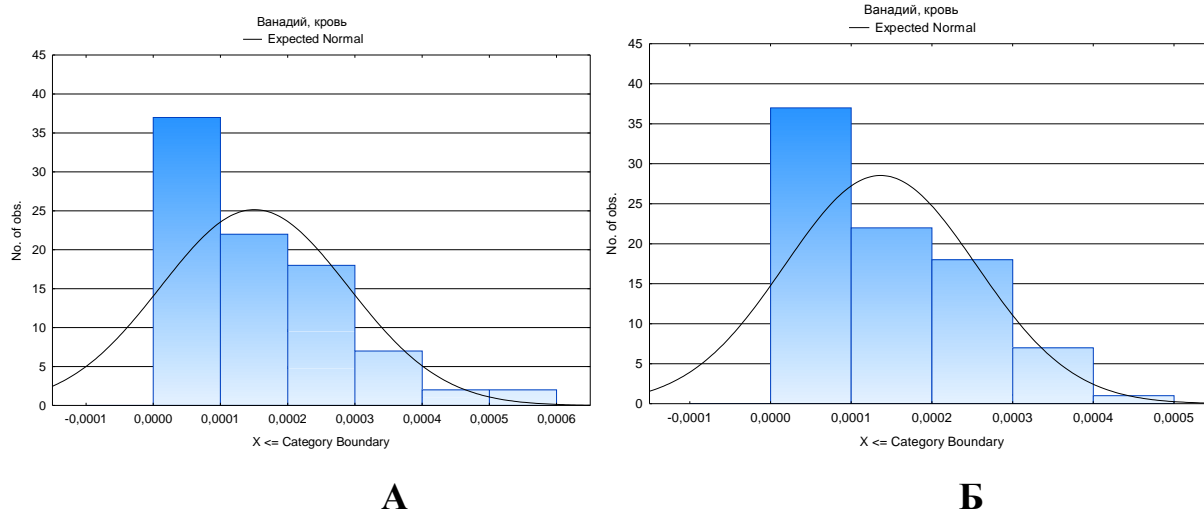 Ванадий, кровь
Expected Normal
45
40
35
30
25
20
15
10
5
0
No. of obs.
-0,0001 0,0000 0,0001 0,0002 0,0003 0,0004 0,0005 0,0006
X <= Category Boundary
А
Ванадий, кровь
Expected Normal
45
40
35
30
25
20
15
10
5
0
No. of obs.
-0,0001 0,0000 0,0001 0,0002 0,0003 0,0004 0,0005
X <= Category Boundary
Б